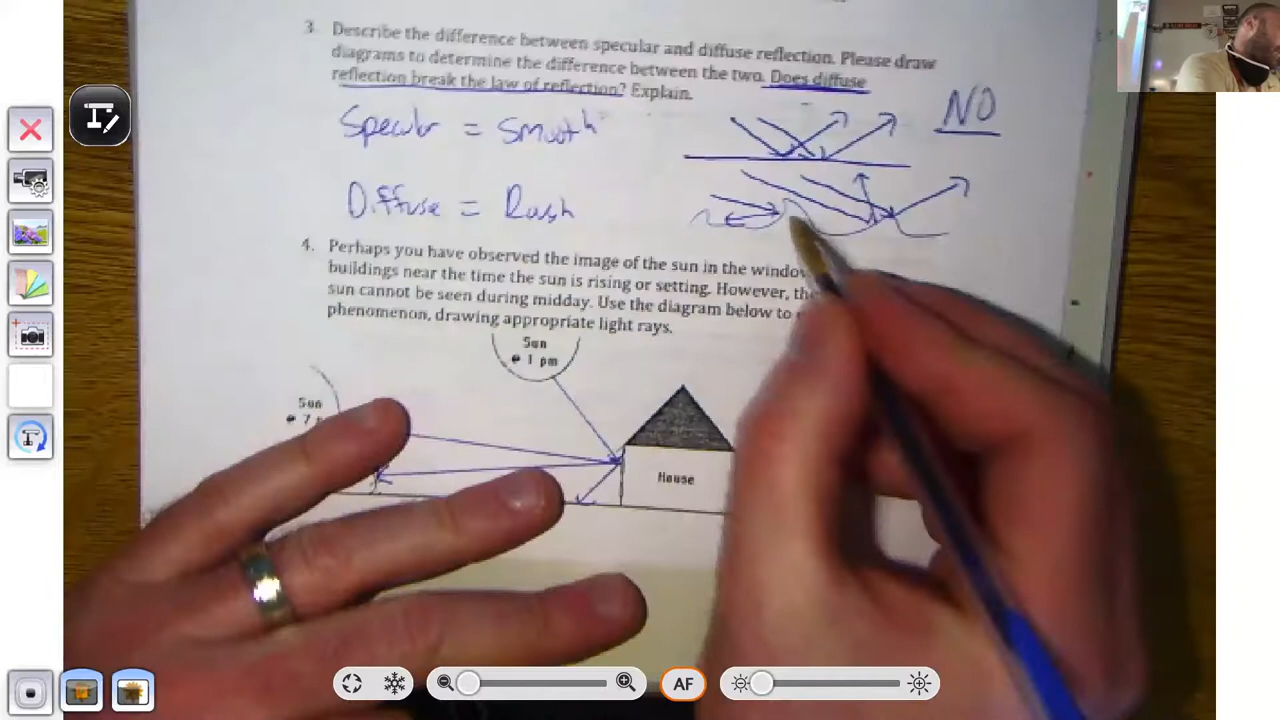 3. Describe the difference between specular and diffuse reflection. Please draw
diagrams to determine the difference between the two. Does diffuse
reflection break the law of reflection? Explain.
NO
Specular = Smooth
Diffuse =
4. Perhaps you have observed the image of the sun in the
buildings near the time the sun is rising or setting. However,
sun cannot be seen during midday. Use the diagram below to
phenomenon, drawing appropriate light rays.
Sun
@ 1 pm
Sun
@ 7
House
AF